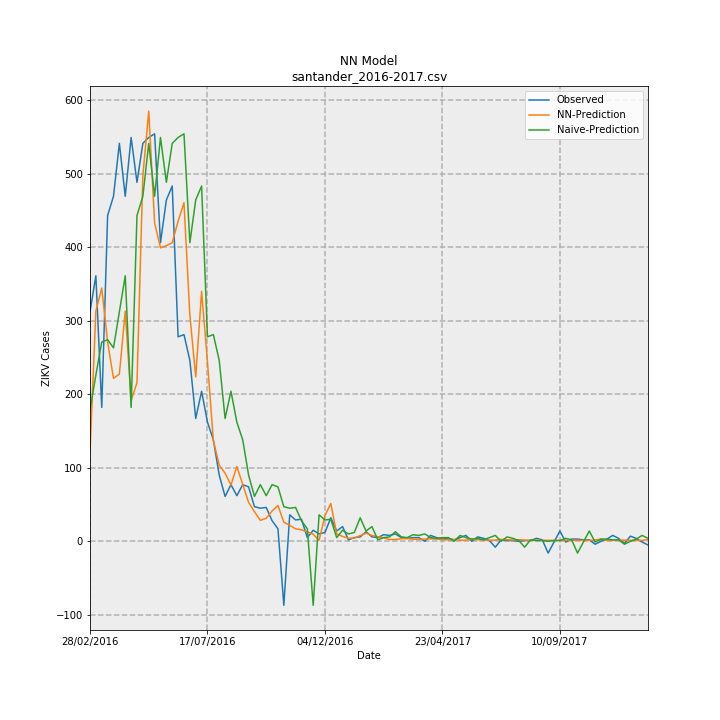 NN Model
santander_2016-2017.csv
Observed
NN-Prediction
Naive-Prediction
600
500
400
300
200
100
0
−100
ZIKV Cases
28/02/2016
17/07/2016
04/12/2016
23/04/2017
10/09/2017
Date